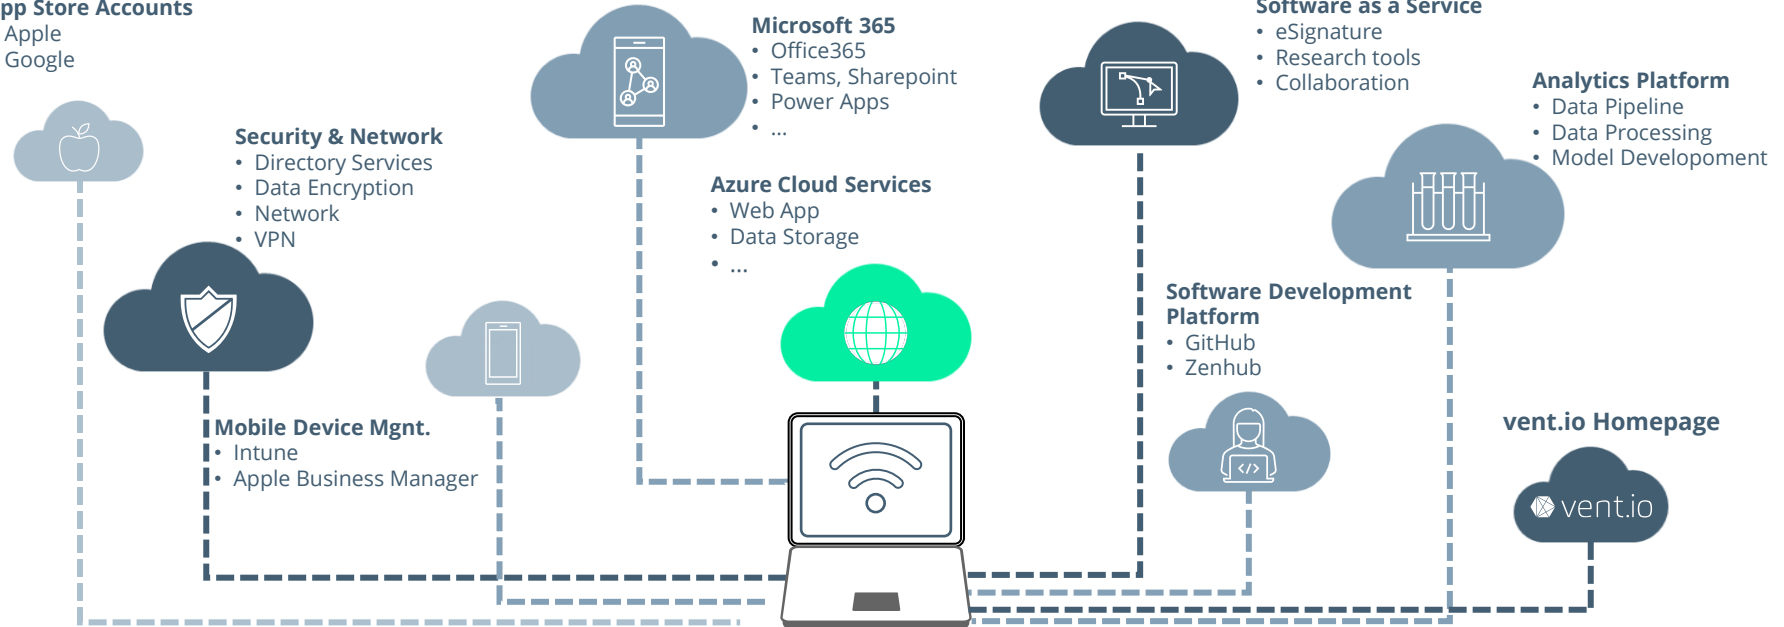 pp Store Accounts
Apple
Google
Security & Network
• Directory Services
• Data Encryption
• Network
• VPN
Mobile Device Mgnt.
• Intune
• Apple Business Manager
Microsoft 365
• Office365
• Teams, Sharepoint
• Power Apps
• ...
Azure Cloud Services
• Web App
• Data Storage
• ...
Software as a Service
• eSignature
• Research tools
• Collaboration
Analytics Platform
• Data Pipeline
• Data Processing
• Model Developoment
Software Development
Platform
• GitHub
• Zenhub
</>
vent.io Homepage
vent.io